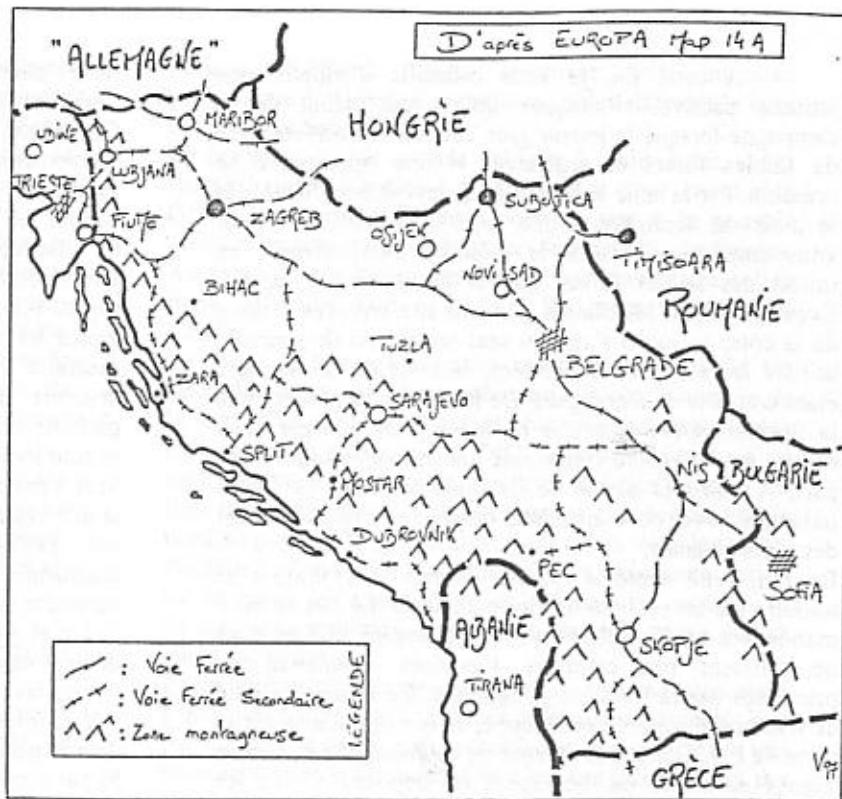 D'après EUROPA Map 14A
"ALLEMAGNE"
HONGRIE
MARIBOR
UDINE
LUBJANA
TRIESTE
FIUME
ZAGREB
SUBOTICA
OSIJEK
NOVI SAD
TIMISOARA
ROUMANIE
BIHAC
TUZLA
BELGRADE
ZARA
SARAJEVO
SPLIT
MOSTAR
NIS
BULGARIE
DUBROVNIK
PEC
SOFIA
ALBANIE
SKOPJE
TIRANA
GRÈCE
LÉGENDE
: Voie Ferrée
: Voie Ferrée Secondaire
: Zone montagneuse